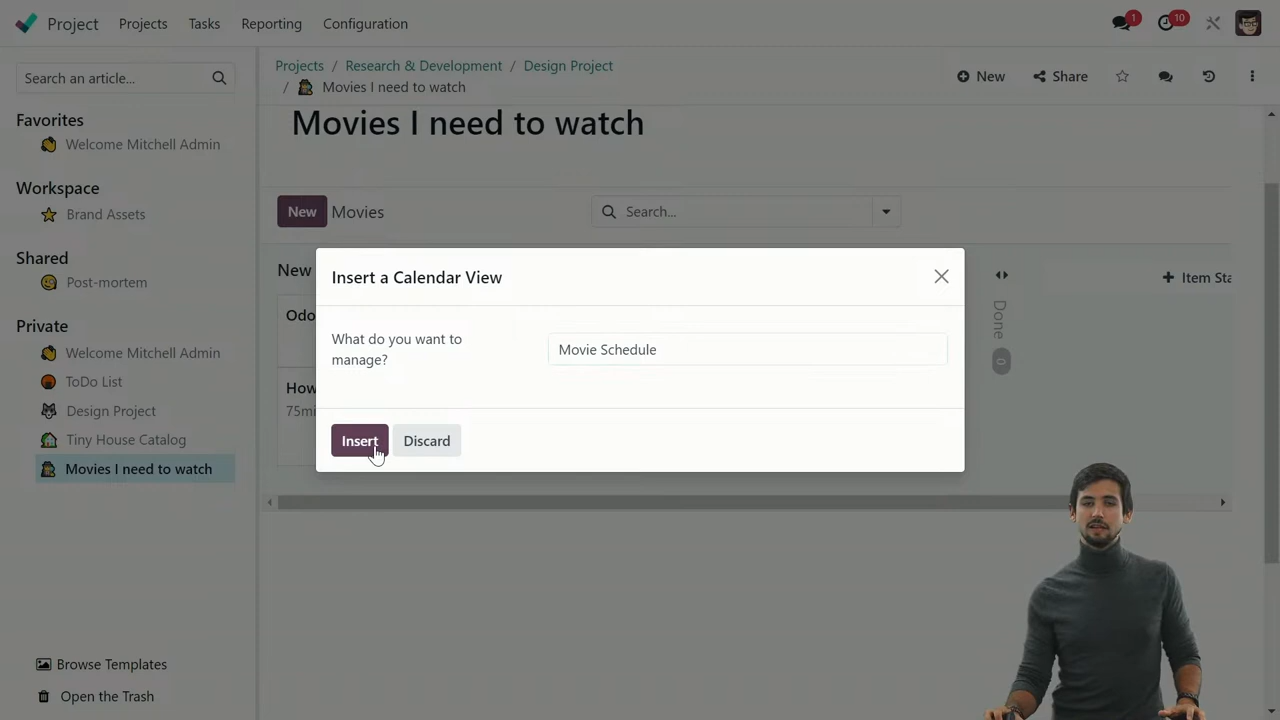 Project
Projects
Tasks
Reporting
Configuration
1
10
Search an article...
Favorites
Welcome Mitchell Admin
Workspace
Brand Assets
Shared
Post-mortem
Private
Welcome Mitchell Admin
ToDo List
Design Project
Tiny House Catalog
Movies I need to watch
Browse Templates
Open the Trash
Projects / Research & Development / Design Project
/ Movies I need to watch
New
Share
Movies I need to watch
New
Movies
Search...
New
Odo
How
75mi
Insert a Calendar View
What do you want to
manage?
Movie Schedule
Insert
Discard
Done
0
Item Sta